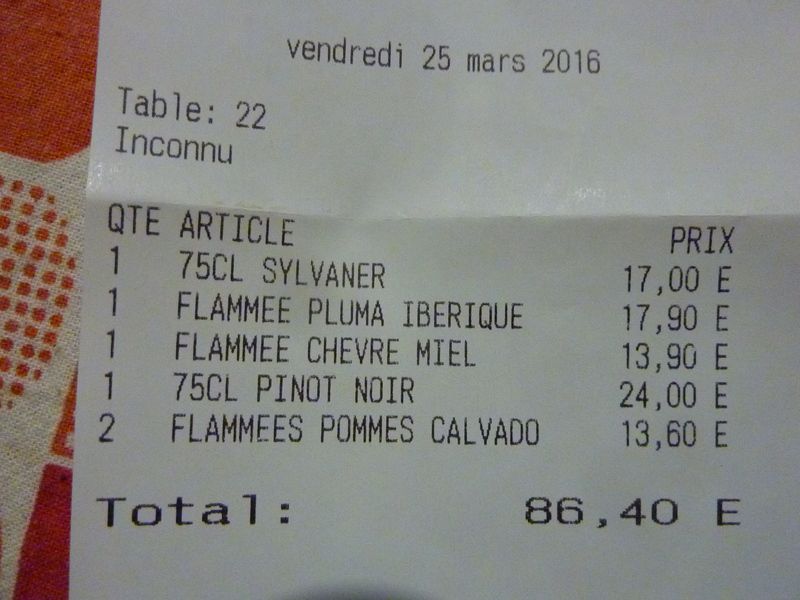 vendredi 25 mars 2016
Table: 22
Inconnu
QTE ARTICLE PRIX
1 75CL SYLVANER 17,00 E
1 FLAMMEE PLUMA IBERIQUE 17,90 E
1 FLAMMEE CHEVRE MIEL 13,90 E
1 75CL PINOT NOIR 24,00 E
2 FLAMMEES POMMES CALVADO 13,60 E
Total: 86,40 E